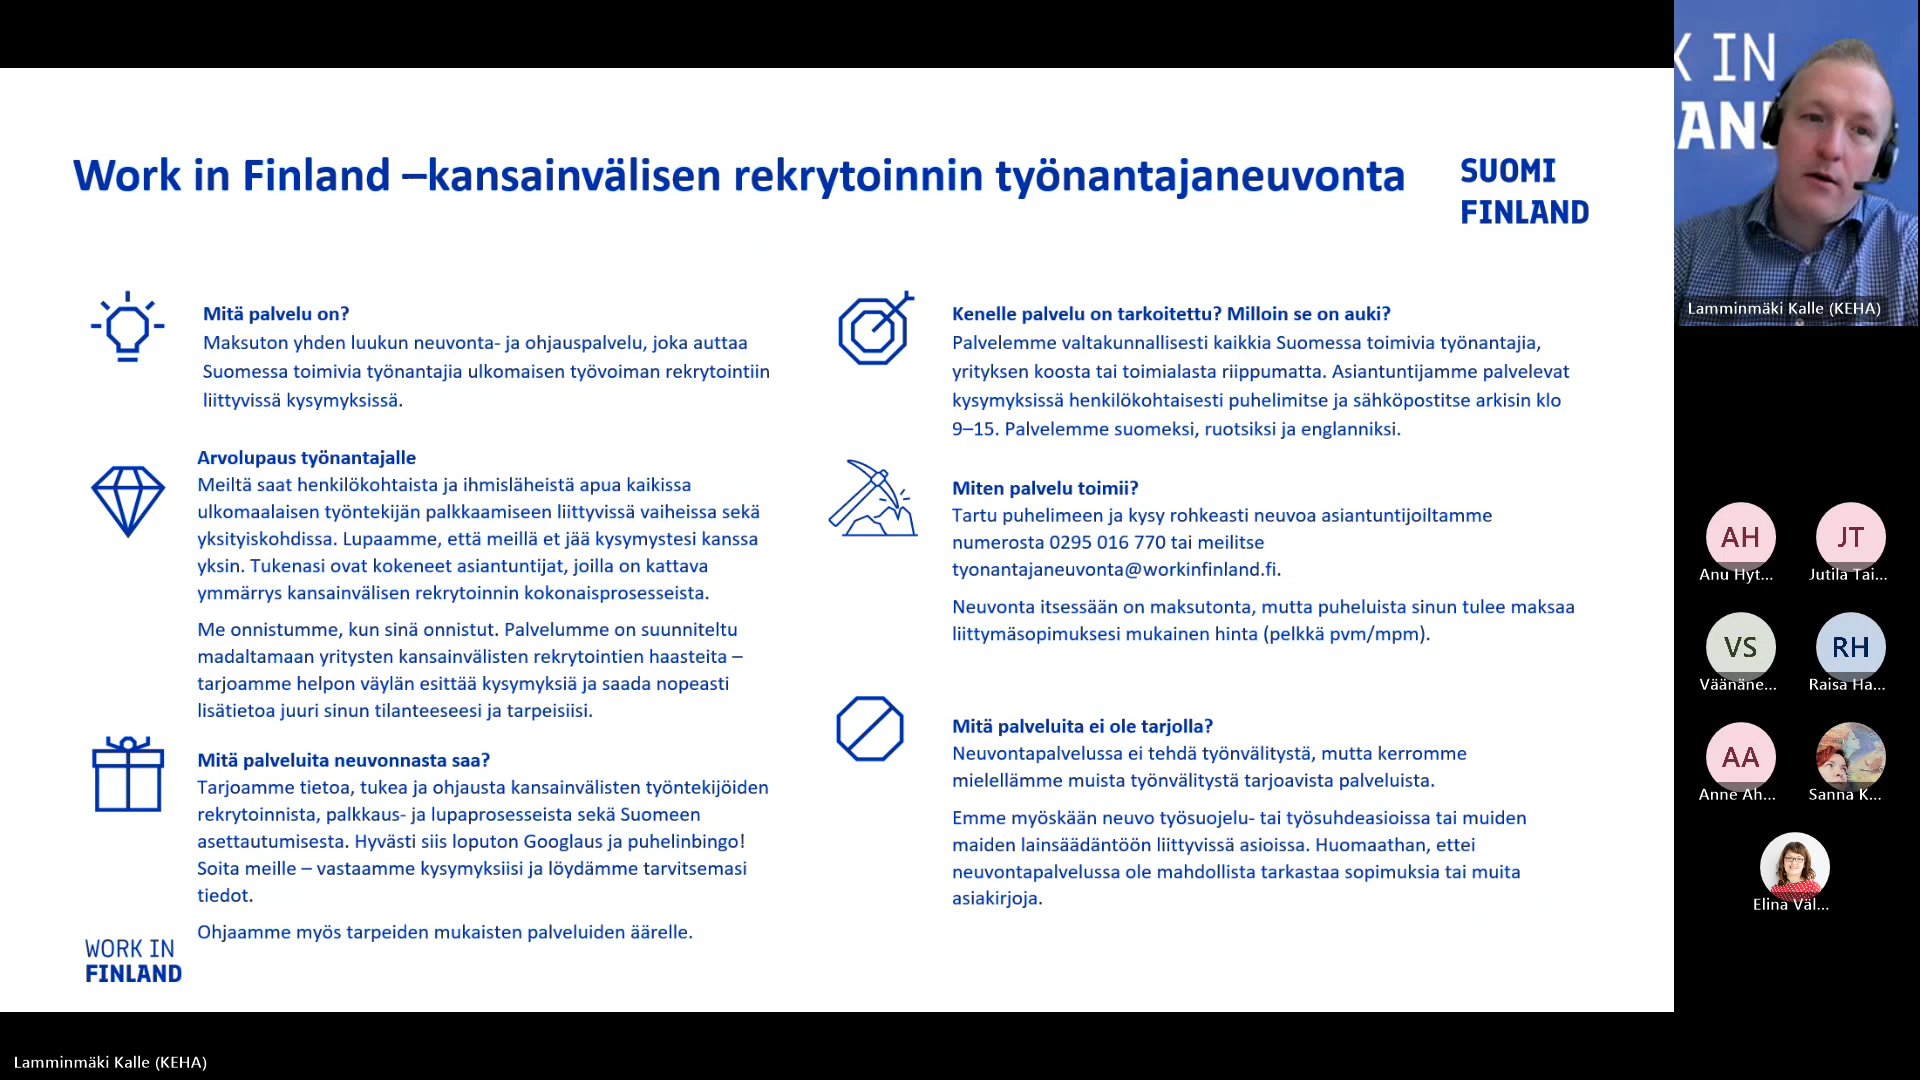 Work in Finland –kansainvälisen rekrytoinnin työnantajaneuvonta
SUOMI
FINLAND
Mitä palvelu on?
Maksuton yhden luukun neuvonta- ja ohjauspalvelu, joka auttaa
Suomessa toimivia työnantajia ulkomaisen työvoiman rekrytointiin
liittyvissä kysymyksissä.
Arvolupaus työnantajalle
Meiltä saat henkilökohtaista ja ihmisläheistä apua kaikissa
ulkomaalaisen työntekijän palkkaamiseen liittyvissä vaiheissa sekä
yksityiskohdissa. Lupaamme, että meillä et jää kysymystesi kanssa
yksin. Tukenasi ovat kokeneet asiantuntijat, joilla on kattava
ymmärrys kansainvälisen rekrytoinnin kokonaisprosesseista.
Me onnistumme, kun sinä onnistut. Palvelumme on suunniteltu
madaltamaan yritysten kansainvälisten rekrytointien haasteita –
tarjoamme helpon väylän esittää kysymyksiä ja saada nopeasti
lisätietoa juuri sinun tilanteeseesi ja tarpeisiisi.
Mitä palveluita neuvonnasta saa?
Tarjoamme tietoa, tukea ja ohjausta kansainvälisten työntekijöiden
rekrytoinnista, palkkaus- ja lupaprosesseista sekä Suomeen
asettautumisesta. Hyvästi siis loputon Googlaus ja puhelinbingo!
Soita meille – vastaamme kysymyksiisi ja löydämme tarvitsemasi
tiedot.
Ohjaamme myös tarpeiden mukaisten palveluiden äärelle.
WORK IN
FINLAND
Kenelle palvelu on tarkoitettu? Milloin se on auki?
Palvelemme valtakunnallisesti kaikkia Suomessa toimivia työnantajia,
yrityksen koosta tai toimialasta riippumatta. Asiantuntijamme palvelevat
kysymyksissä henkilökohtaisesti puhelimitse ja sähköpostitse arkisin klo
9–15. Palvelemme suomeksi, ruotsiksi ja englanniksi.
Miten palvelu toimii?
Tartu puhelimeen ja kysy rohkeasti neuvoa asiantuntijoiltamme
numerosta 0295 016 770 tai meilitse
tyonantajaneuvonta@workinfinland.fi.
Neuvonta itsessään on maksutonta, mutta puheluista sinun tulee maksaa
liittymäsopimuksesi mukainen hinta (pelkkä pvm/mpm).
Mitä palveluita ei ole tarjolla?
Neuvontapalvelussa ei tehdä työnvälitystä, mutta kerromme
mielellämme muista työnvälitystä tarjoavista palveluista.
Emme myöskään neuvo työsuojelu- tai työsuhdeasioissa tai muiden
maiden lainsäädäntöön liittyvissä asioissa. Huomaathan, ettei
neuvontapalvelussa ole mahdollista tarkastaa sopimuksia tai muita
asiakirjoja.
K IN
LAND
Lamminmäki Kalle (KEHA)
AH
Anu Hyt...
JT
Jutila Tai...
VS
Väänäne...
RH
Raisa Ha...
AA
Anne Ah...
Sanna K...
Elina Väl...
Lamminmäki Kalle (KEHA)